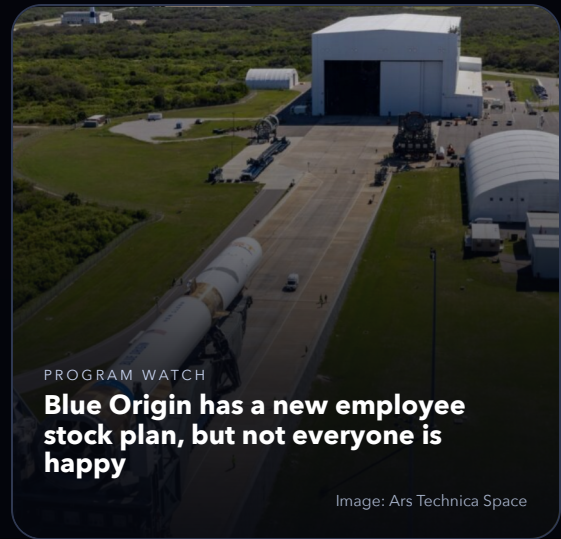 PROGRAM WATCH
Blue Origin has a new employee
stock plan, but not everyone is
happy
Image: Ars Technica Space